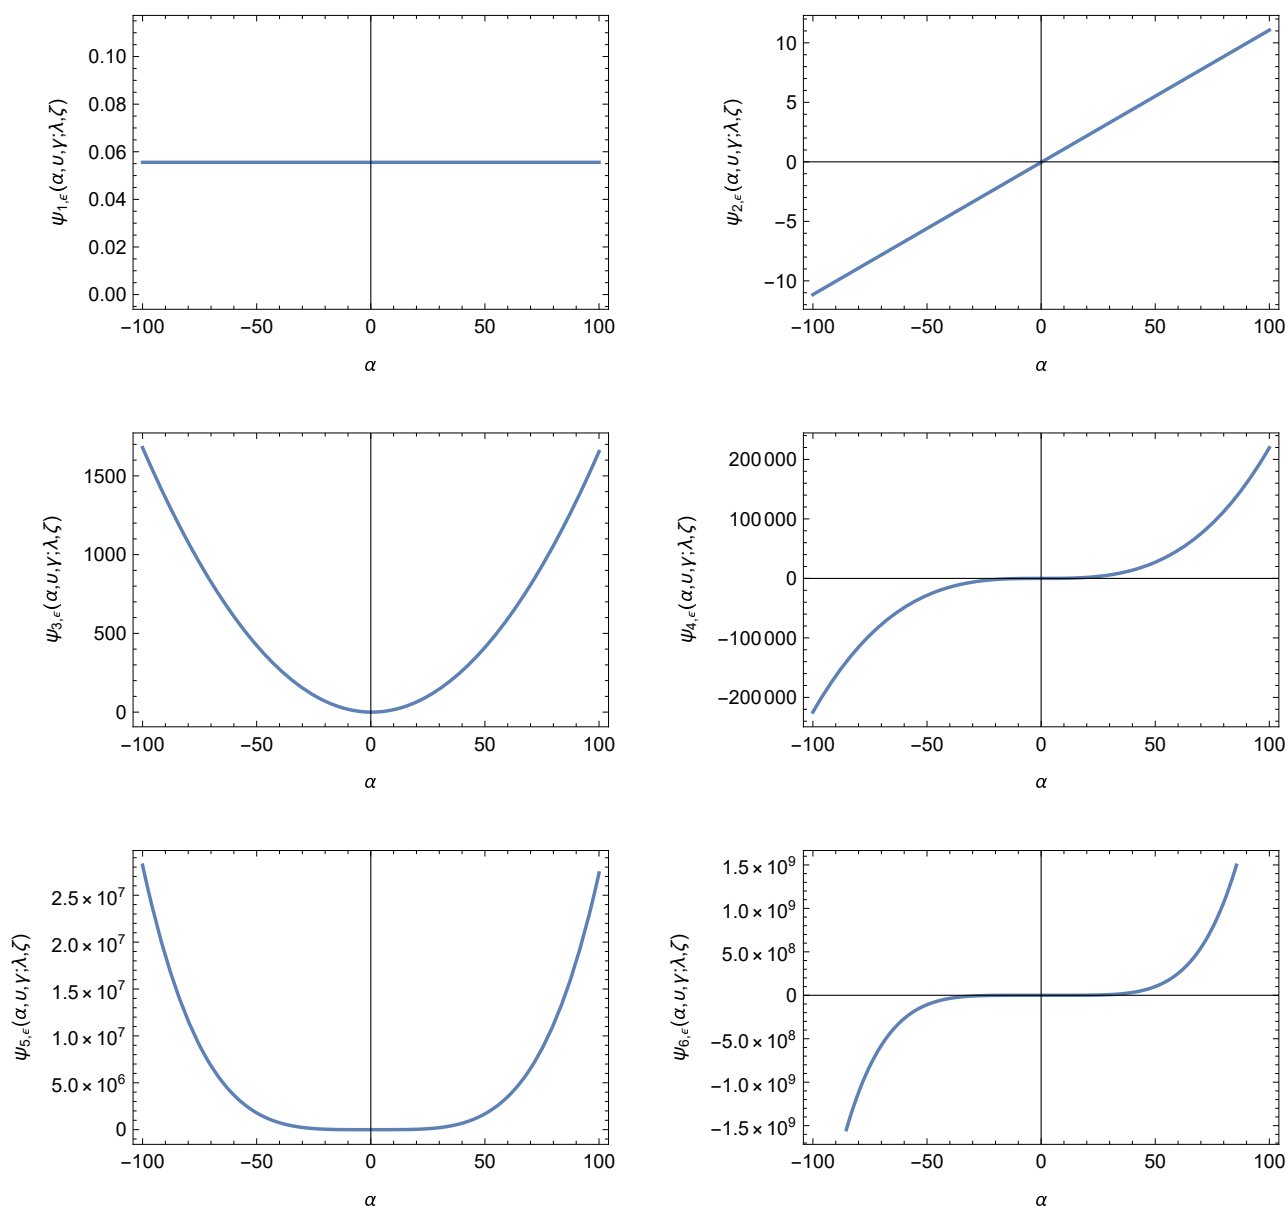 ψ1,ϵ(α,υ,γ;λ,ζ)
0.10
0.08
0.06
0.04
0.02
0.00
−100 −50 0 50 100
α
ψ2,ϵ(α,υ,γ;λ,ζ)
10
5
0
−5
−10
−100 −50 0 50 100
α
ψ3,ϵ(α,υ,γ;λ,ζ)
1500
1000
500
0
−100 −50 0 50 100
α
ψ4,ϵ(α,υ,γ;λ,ζ)
200 000
100 000
0
−100 000
−200 000
−100 −50 0 50 100
α
ψ5,ϵ(α,υ,γ;λ,ζ)
2.5 × 10^7
2.0 × 10^7
1.5 × 10^7
1.0 × 10^7
5.0 × 10^6
0
−100 −50 0 50 100
α
ψ6,ϵ(α,υ,γ;λ,ζ)
1.5 × 10^9
1.0 × 10^9
5.0 × 10^8
0
−5.0 × 10^8
−1.0 × 10^9
−1.5 × 10^9
−100 −50 0 50 100
α